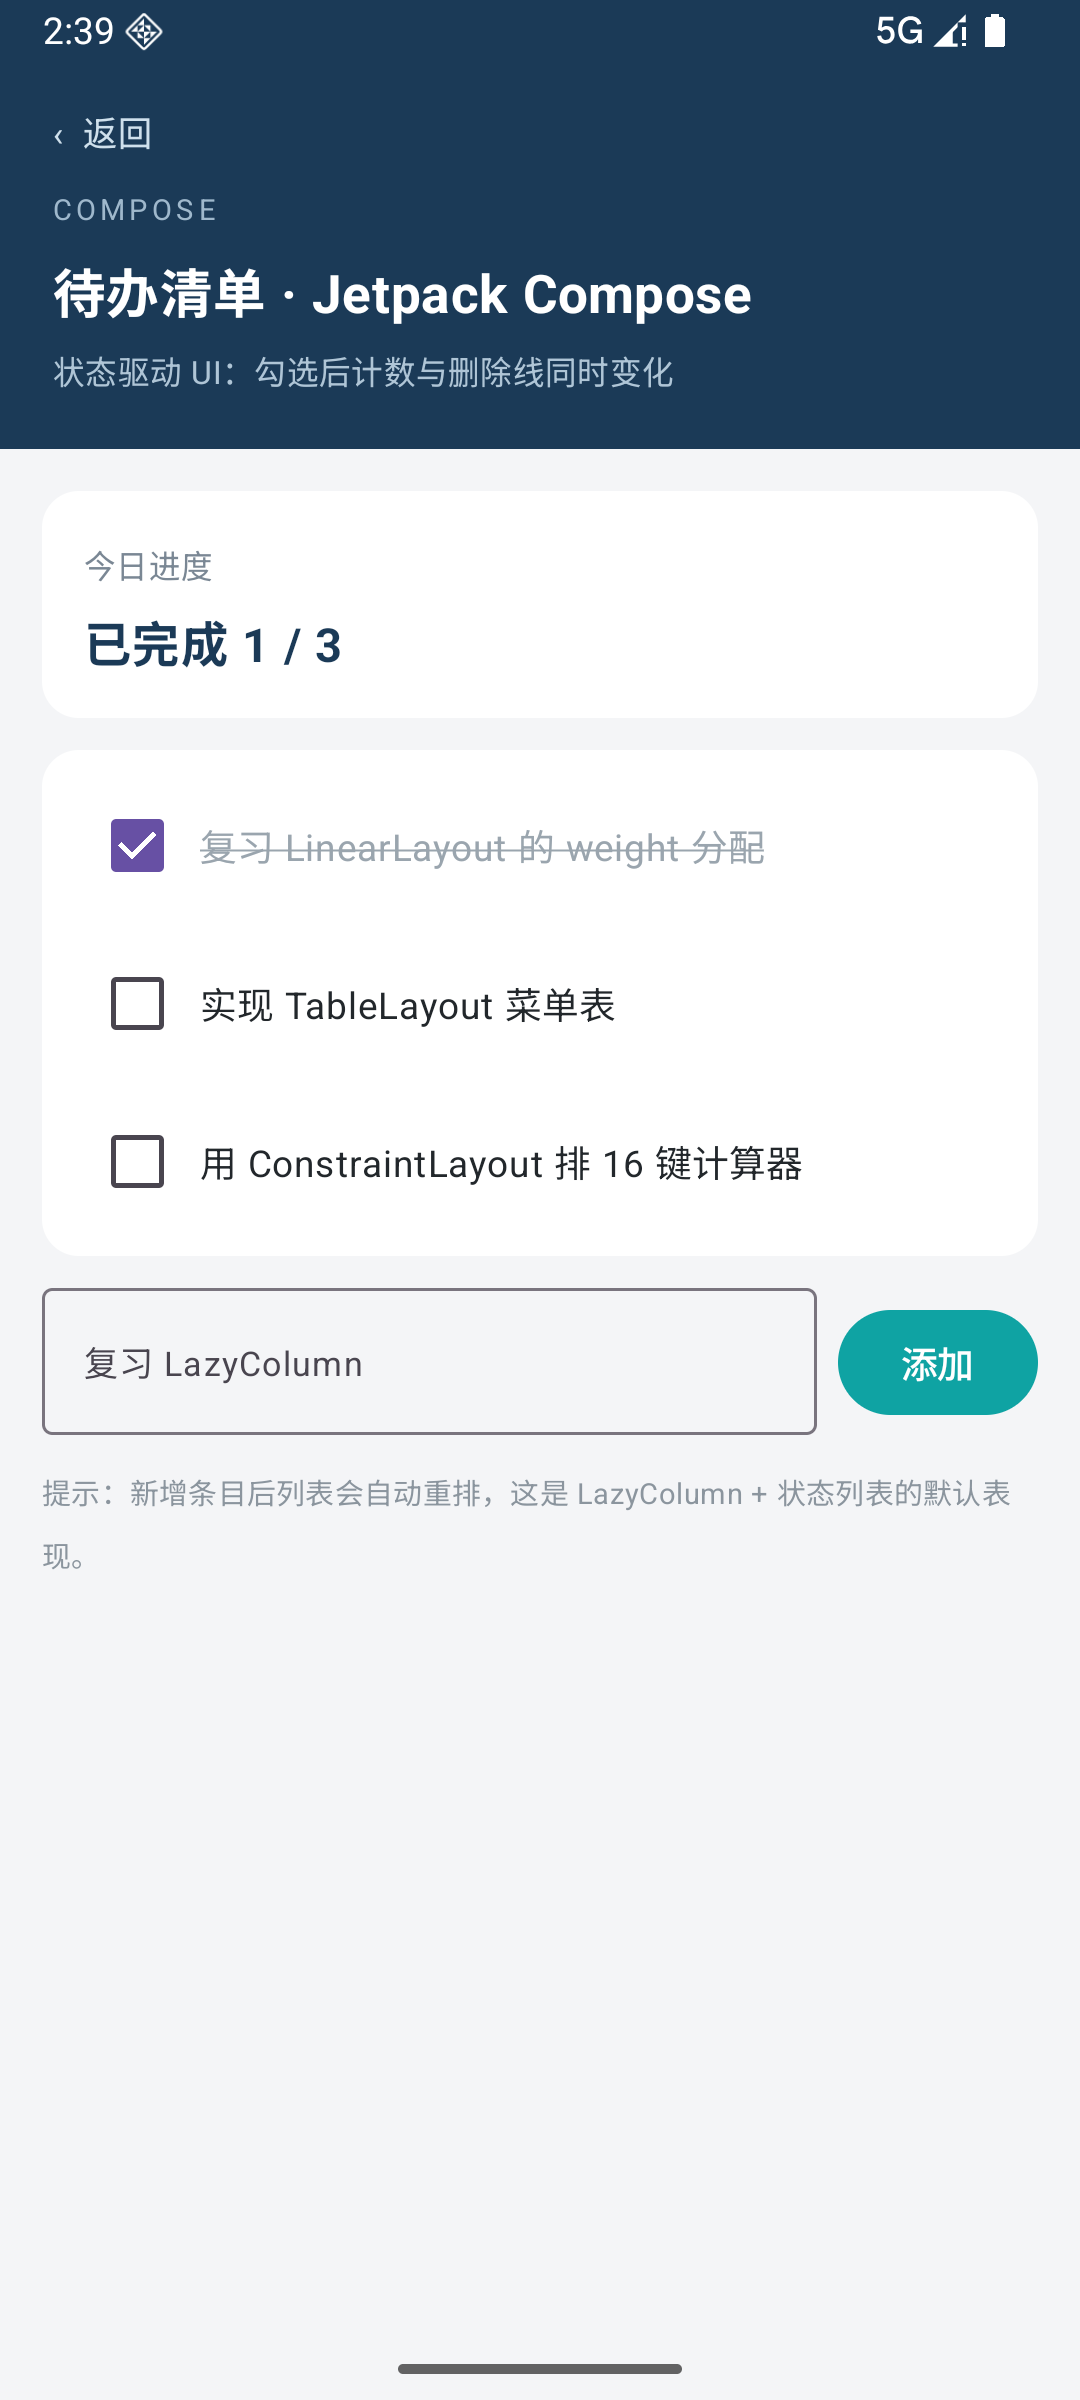 2:39
5G
‹ 返回
COMPOSE
待办清单 · Jetpack Compose
状态驱动 UI：勾选后计数与删除线同时变化
今日进度
已完成 1 / 3
复习 LinearLayout 的 weight 分配
实现 TableLayout 菜单表
用 ConstraintLayout 排 16 键计算器
复习 LazyColumn
添加
提示：新增条目后列表会自动重排，这是 LazyColumn + 状态列表的默认表
现。